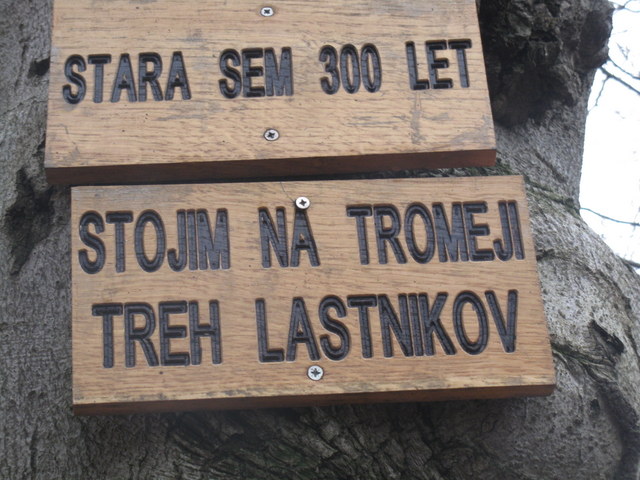 STARA SEM 300 LET
STOJIM NA TROMEJI
TREH LASTNIKOV